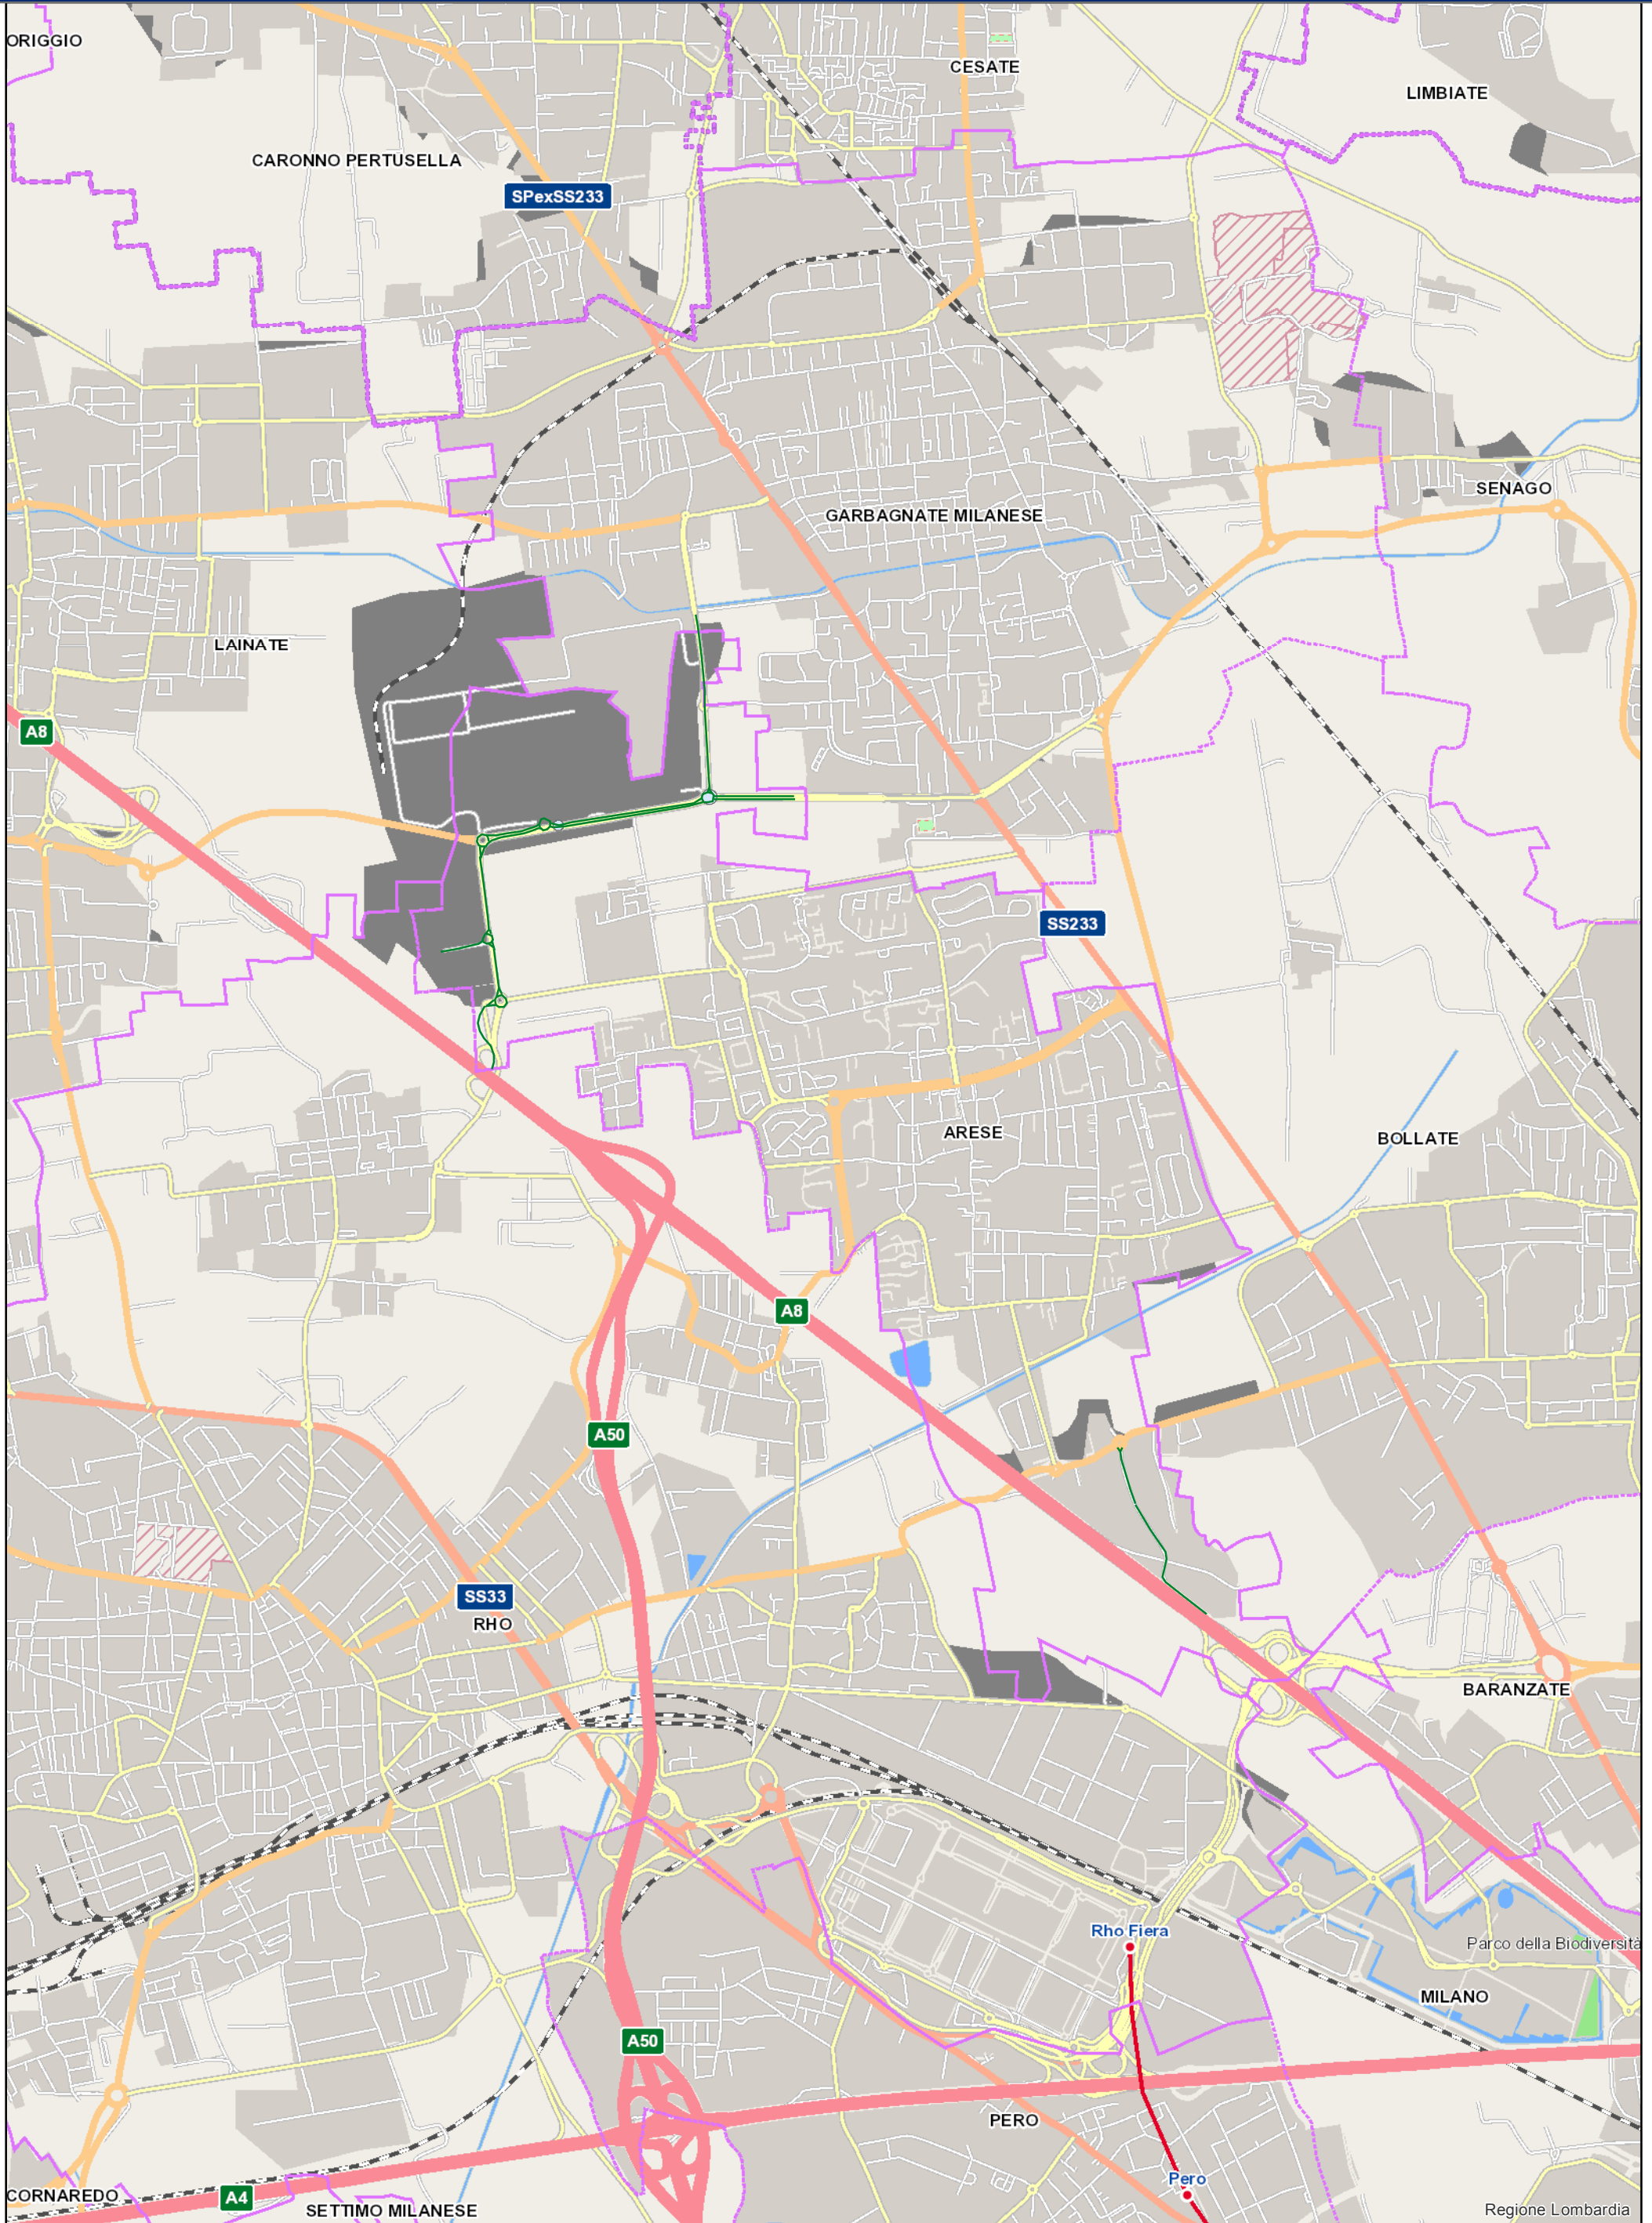 ORIGGIO
CESATE
LIMBIATE
CARONNO PERTUSELLA
SPexSS233
SENAGO
GARBAGNATE MILANESE
LAINATE
A8
SS233
ARESE
BOLLATE
A8
A50
SS33
RHO
BARANZATE
Rho Fiera
Parco della Biodiversità
MILANO
A50
PERO
Pero
CORNAREDO
A4
SETTIMO MILANESE
Regione Lombardia